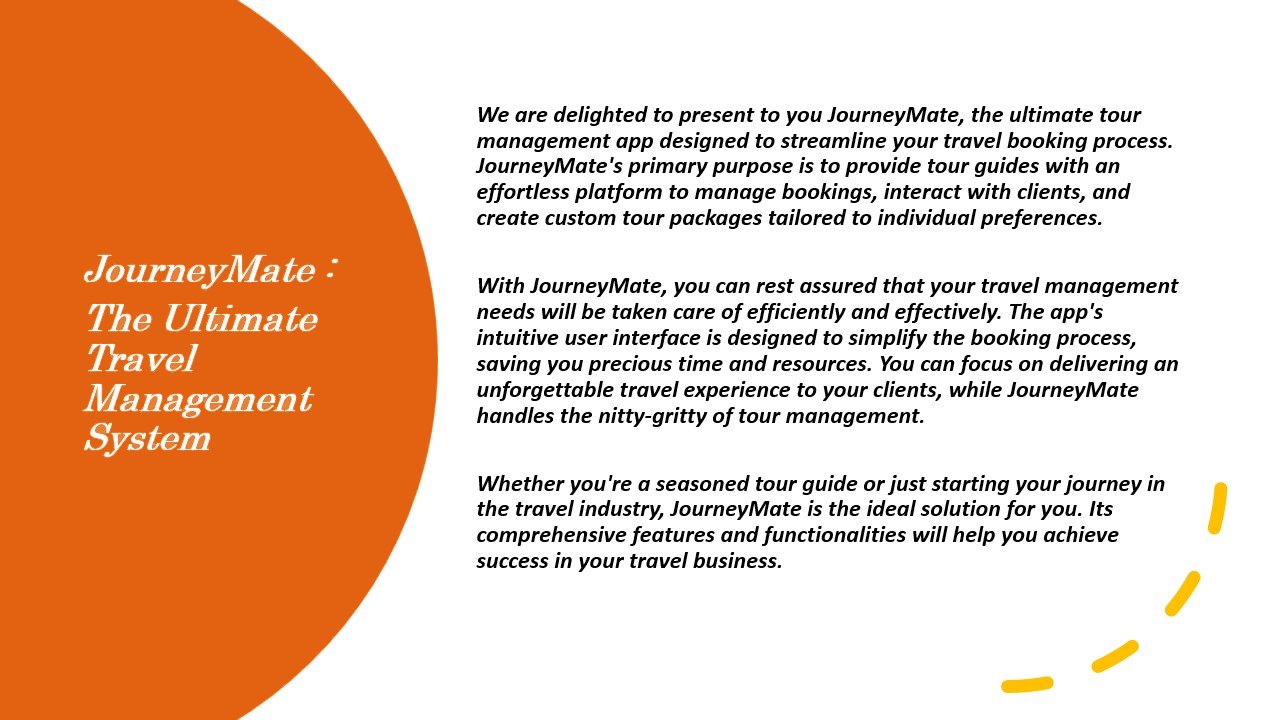 JourneyMate :
The Ultimate
Travel
Management
System
We are delighted to present to you JourneyMate, the ultimate tour
management app designed to streamline your travel booking process.
JourneyMate's primary purpose is to provide tour guides with an
effortless platform to manage bookings, interact with clients, and
create custom tour packages tailored to individual preferences.
With JourneyMate, you can rest assured that your travel management
needs will be taken care of efficiently and effectively. The app's
intuitive user interface is designed to simplify the booking process,
saving you precious time and resources. You can focus on delivering an
unforgettable travel experience to your clients, while JourneyMate
handles the nitty-gritty of tour management.
Whether you're a seasoned tour guide or just starting your journey in
the travel industry, JourneyMate is the ideal solution for you. Its
comprehensive features and functionalities will help you achieve
success in your travel business.